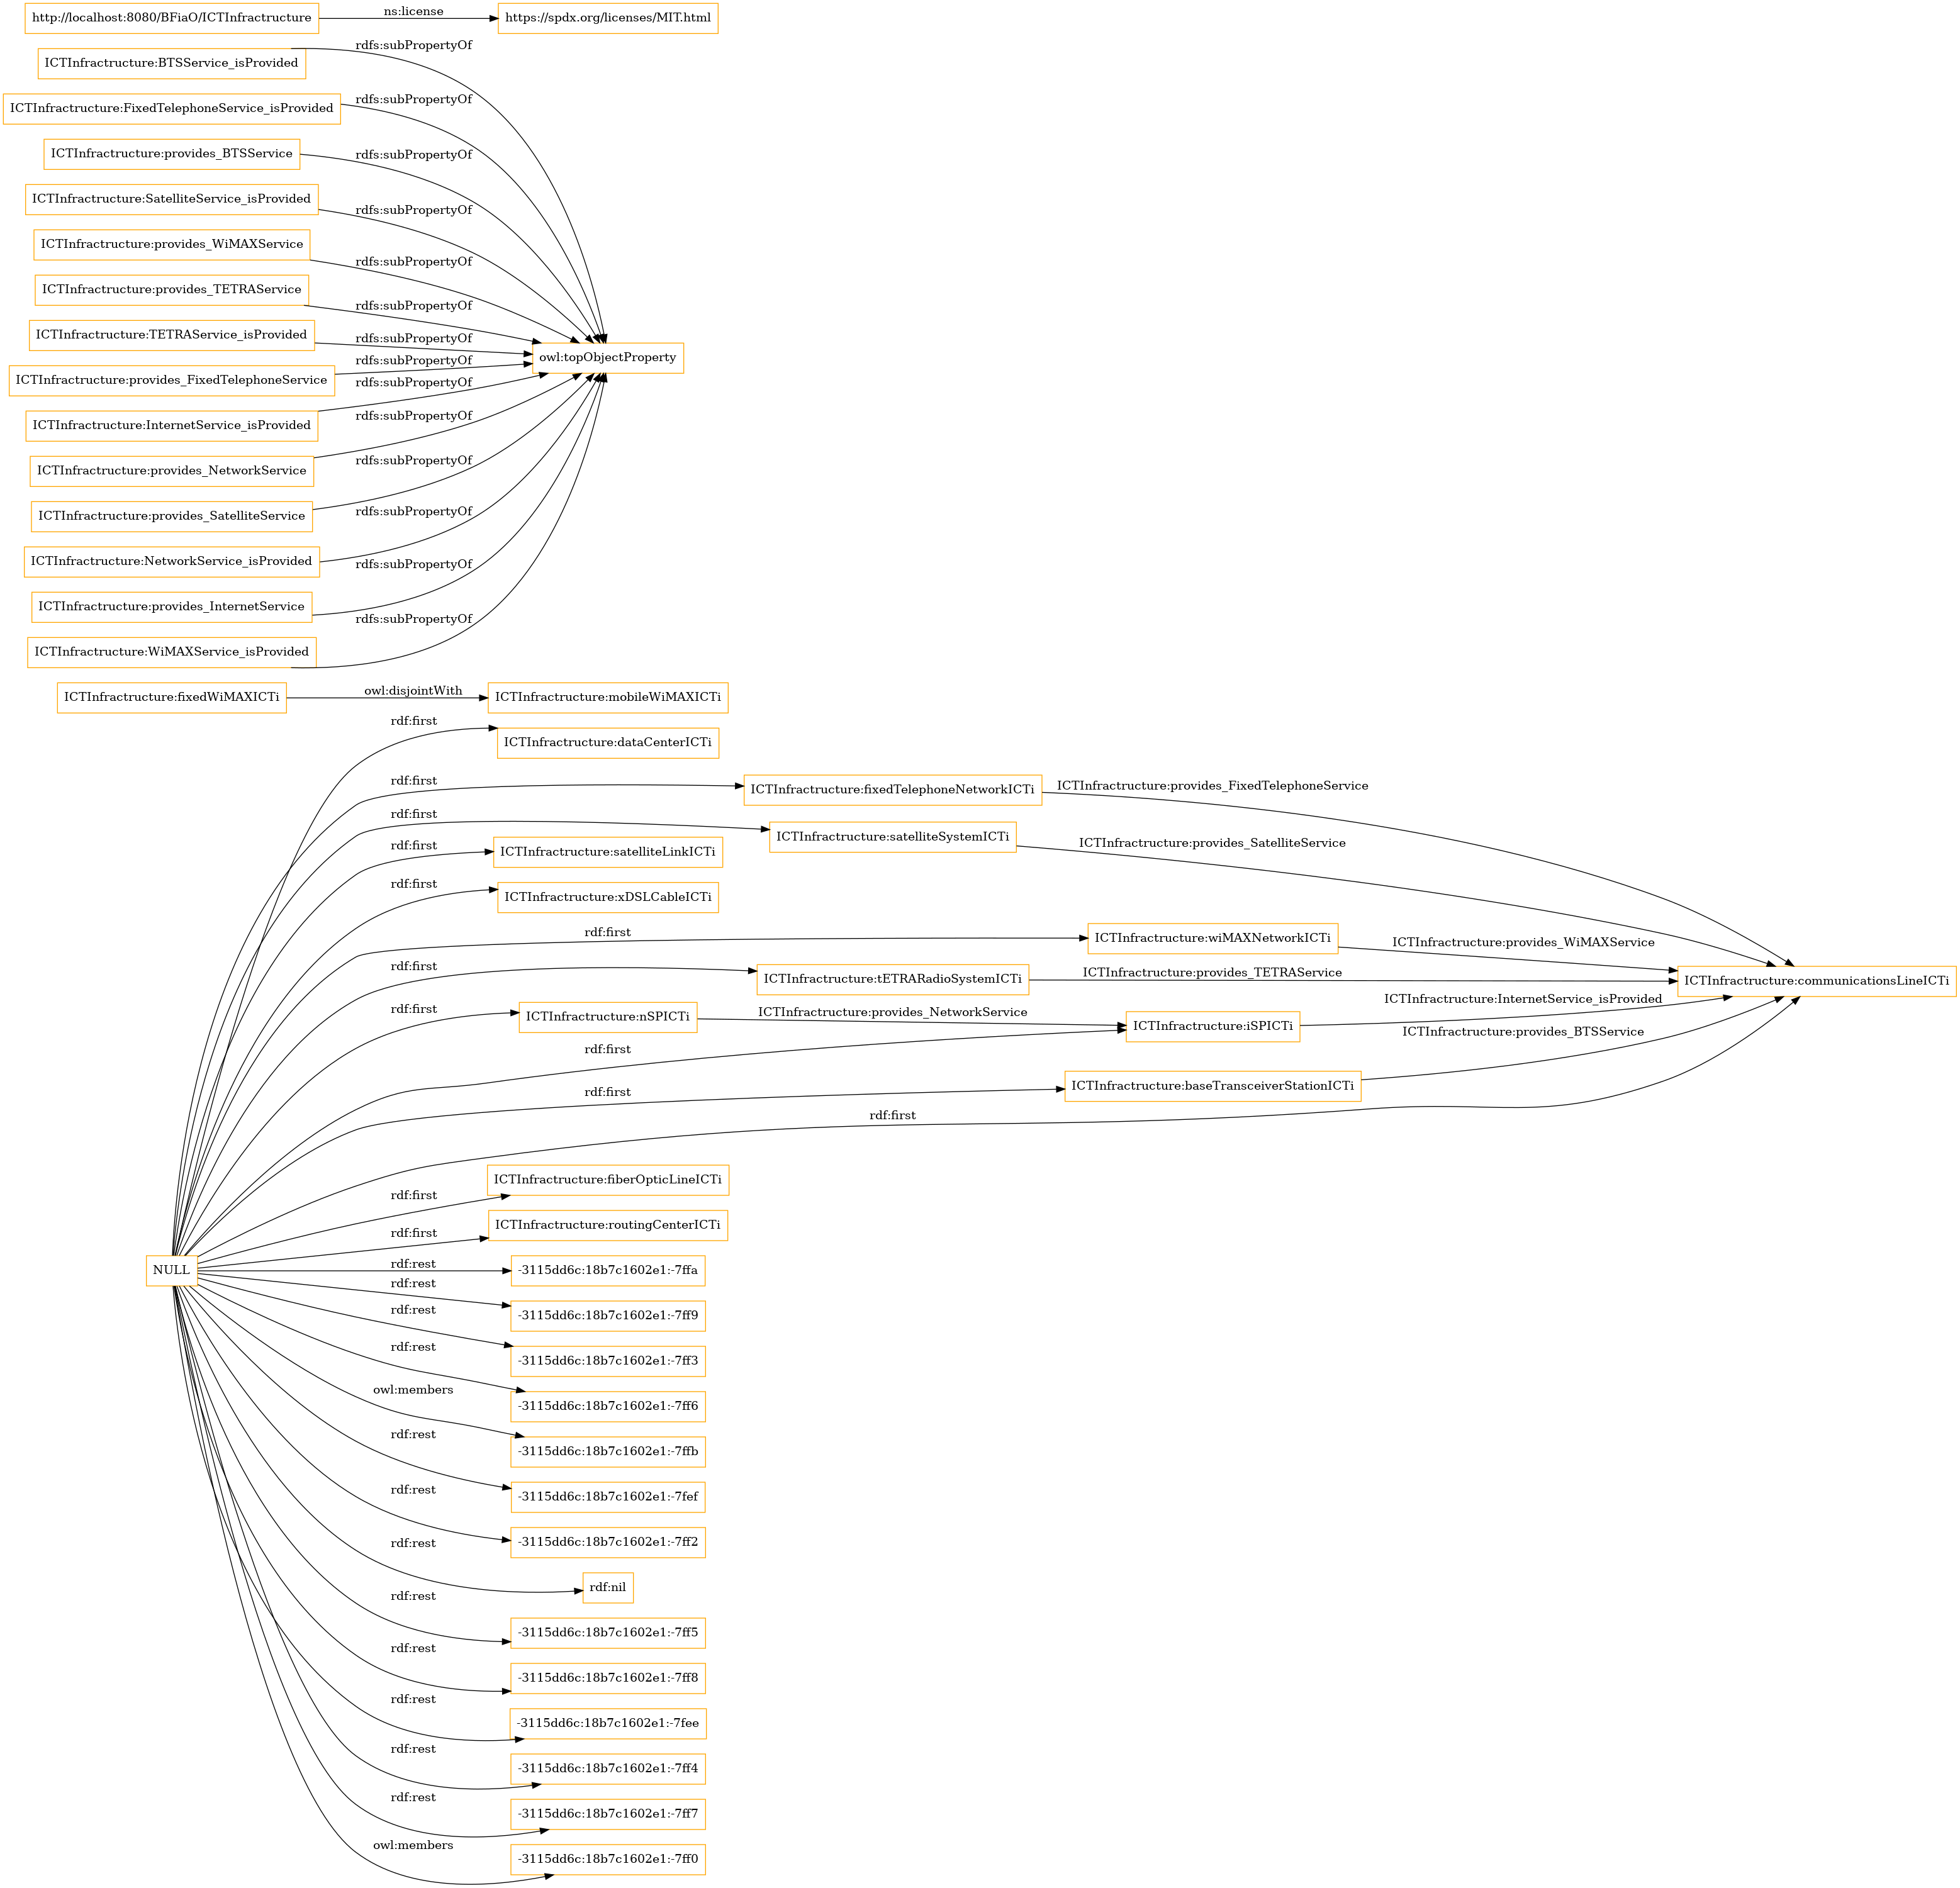 http://localhost:8080/BFiaO/ICTInfractructure
ns:license
https://spdx.org/licenses/MIT.html
ICTInfractructure:BTSService_isProvided
rdfs:subPropertyOf
ICTInfractructure:FixedTelephoneService_isProvided
rdfs:subPropertyOf
ICTInfractructure:provides_BTSService
rdfs:subPropertyOf
ICTInfractructure:SatelliteService_isProvided
rdfs:subPropertyOf
ICTInfractructure:provides_WiMAXService
rdfs:subPropertyOf
ICTInfractructure:provides_TETRAService
rdfs:subPropertyOf
ICTInfractructure:TETRAService_isProvided
rdfs:subPropertyOf
owl:topObjectProperty
ICTInfractructure:provides_FixedTelephoneService
rdfs:subPropertyOf
ICTInfractructure:InternetService_isProvided
rdfs:subPropertyOf
ICTInfractructure:provides_NetworkService
rdfs:subPropertyOf
ICTInfractructure:provides_SatelliteService
rdfs:subPropertyOf
ICTInfractructure:NetworkService_isProvided
rdfs:subPropertyOf
ICTInfractructure:provides_InternetService
rdfs:subPropertyOf
ICTInfractructure:WiMAXService_isProvided
rdfs:subPropertyOf
ICTInfractructure:fixedWiMAXICTi
owl:disjointWith
ICTInfractructure:mobileWiMAXICTi
rdf:first
ICTInfractructure:dataCenterICTi
rdf:first
ICTInfractructure:fixedTelephoneNetworkICTi
ICTInfractructure:provides_FixedTelephoneService
rdf:first
ICTInfractructure:satelliteSystemICTi
ICTInfractructure:provides_SatelliteService
rdf:first
ICTInfractructure:satelliteLinkICTi
rdf:first
ICTInfractructure:xDSLCableICTi
rdf:first
ICTInfractructure:wiMAXNetworkICTi
ICTInfractructure:provides_WiMAXService
rdf:first
ICTInfractructure:tETRARadioSystemICTi
ICTInfractructure:provides_TETRAService
ICTInfractructure:communicationsLineICTi
rdf:first
ICTInfractructure:nSPICTi
ICTInfractructure:provides_NetworkService
ICTInfractructure:iSPICTi
ICTInfractructure:InternetService_isProvided
rdf:first
ICTInfractructure:provides_BTSService
rdf:first
ICTInfractructure:baseTransceiverStationICTi
rdf:first
rdf:first
ICTInfractructure:fiberOpticLineICTi
rdf:first
ICTInfractructure:routingCenterICTi
NULL
rdf:rest
-3115dd6c:18b7c1602e1:-7ffa
rdf:rest
-3115dd6c:18b7c1602e1:-7ff9
rdf:rest
-3115dd6c:18b7c1602e1:-7ff3
rdf:rest
-3115dd6c:18b7c1602e1:-7ff6
owl:members
-3115dd6c:18b7c1602e1:-7ffb
rdf:rest
-3115dd6c:18b7c1602e1:-7fef
rdf:rest
-3115dd6c:18b7c1602e1:-7ff2
rdf:rest
rdf:nil
rdf:rest
-3115dd6c:18b7c1602e1:-7ff5
rdf:rest
-3115dd6c:18b7c1602e1:-7ff8
rdf:rest
-3115dd6c:18b7c1602e1:-7fee
rdf:rest
-3115dd6c:18b7c1602e1:-7ff4
rdf:rest
-3115dd6c:18b7c1602e1:-7ff7
owl:members
-3115dd6c:18b7c1602e1:-7ff0